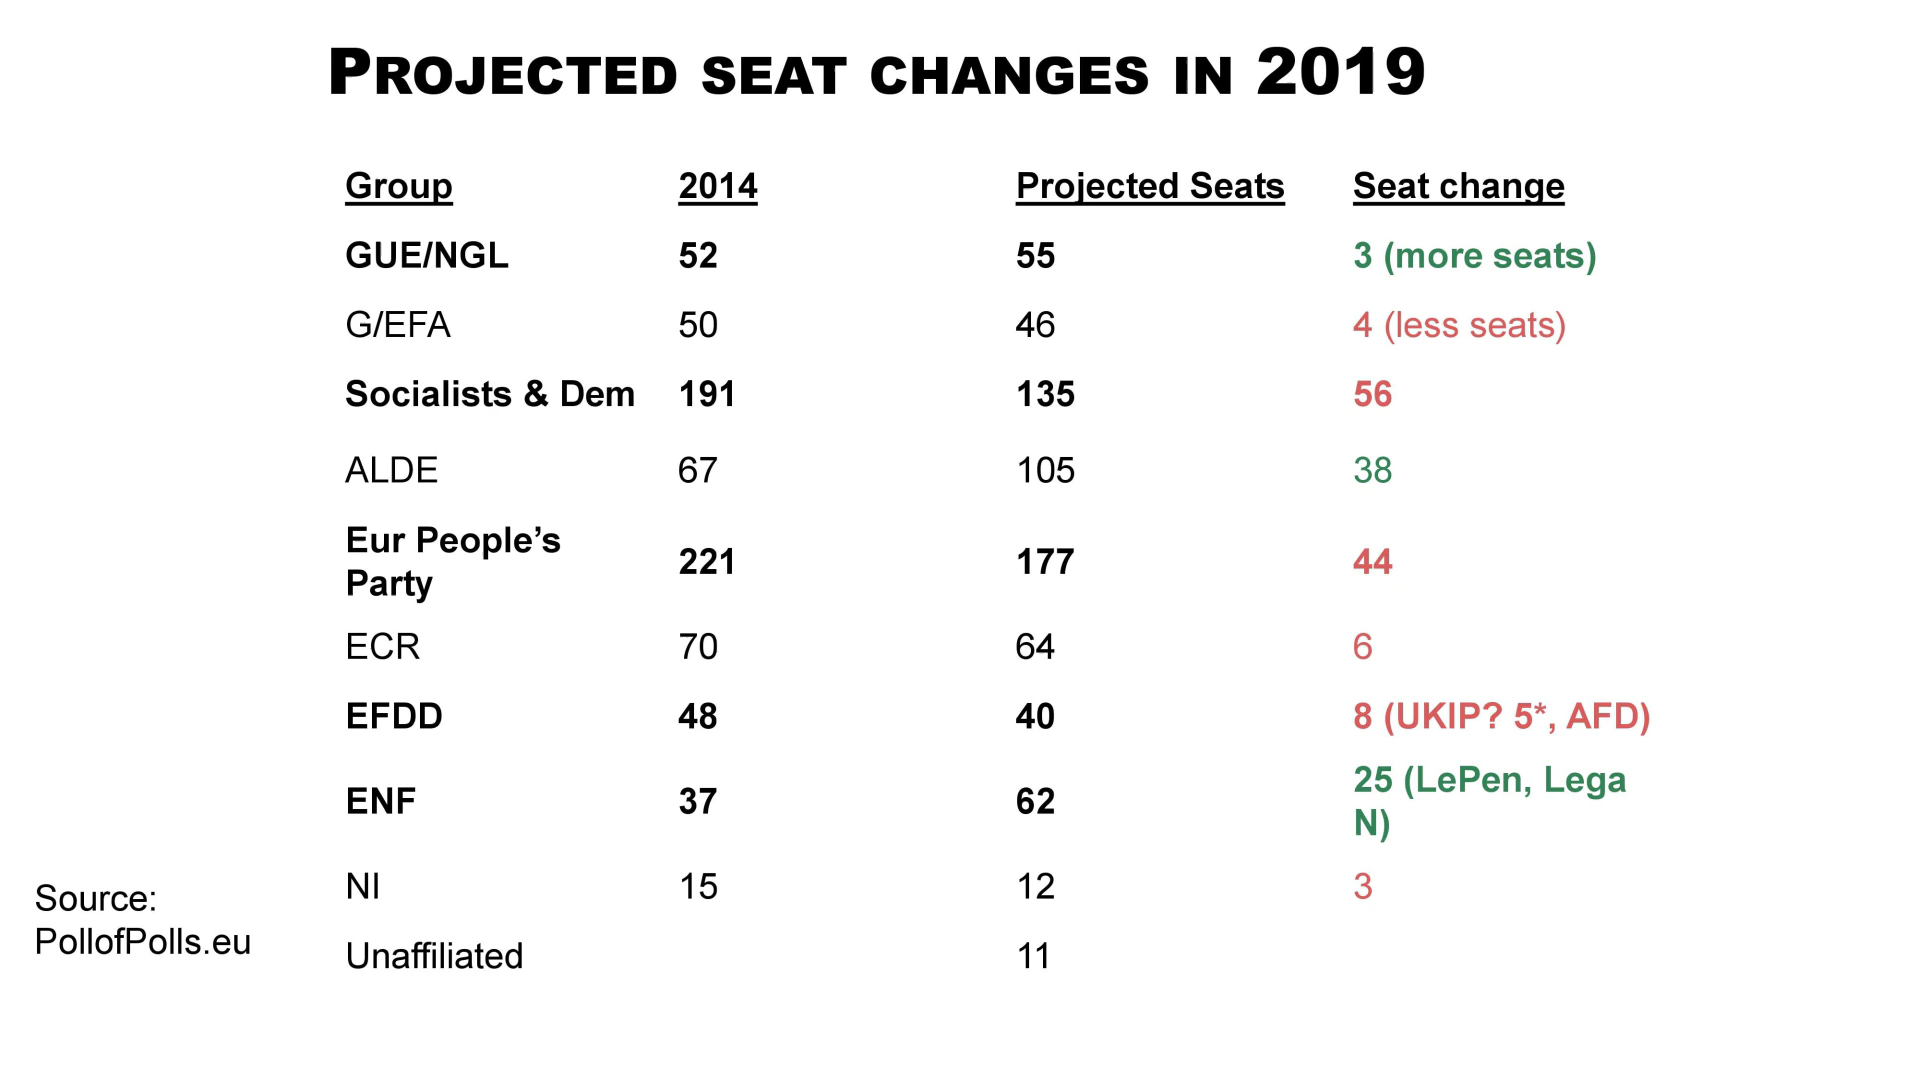 PROJECTED SEAT CHANGES IN 2019
Group 2014 Projected Seats Seat change
GUE/NGL 52 55 3 (more seats)
G/EFA 50 46 4 (less seats)
Socialists & Dem 191 135 56
ALDE 67 105 38
Eur People’s
Party 221 177 44
ECR 70 64 6
EFDD 48 40 8 (UKIP? 5*, AFD)
ENF 37 62 25 (LePen, Lega
N)
NI 15 12 3
Unaffiliated 11
Source:
PollofPolls.eu